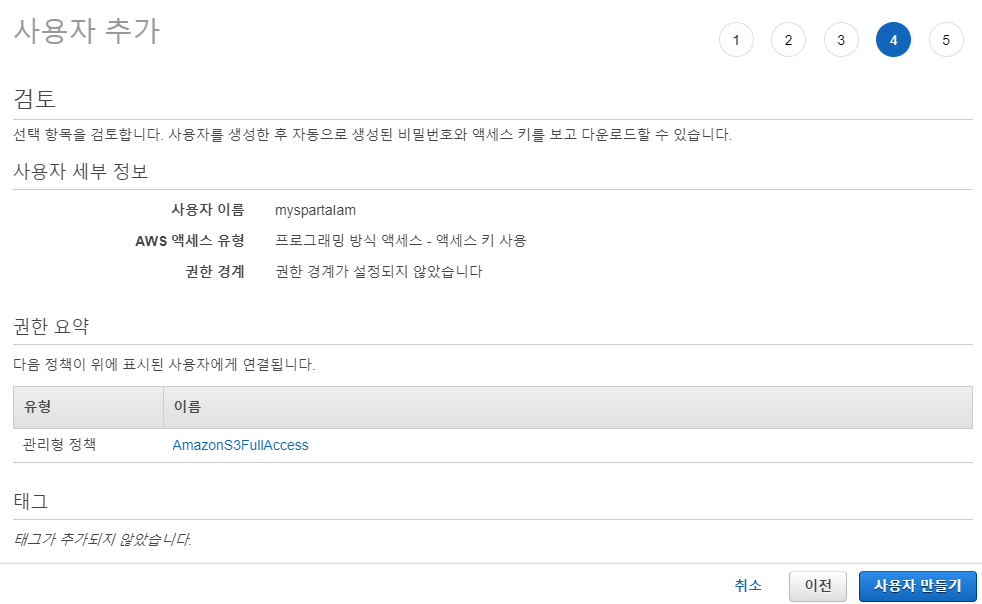 사용자 추가
1 2 3 4 5
검토
선택 항목을 검토합니다. 사용자를 생성한 후 자동으로 생성된 비밀번호와 액세스 키를 보고 다운로드할 수 있습니다.
사용자 세부 정보
사용자 이름 myspartaIam
AWS 액세스 유형 프로그래밍 방식 액세스 - 액세스 키 사용
권한 경계 권한 경계가 설정되지 않았습니다
권한 요약
다음 정책이 위에 표시된 사용자에게 연결됩니다.
유형 이름
관리형 정책 AmazonS3FullAccess
태그
태그가 추가되지 않았습니다.
취소 이전 사용자 만들기